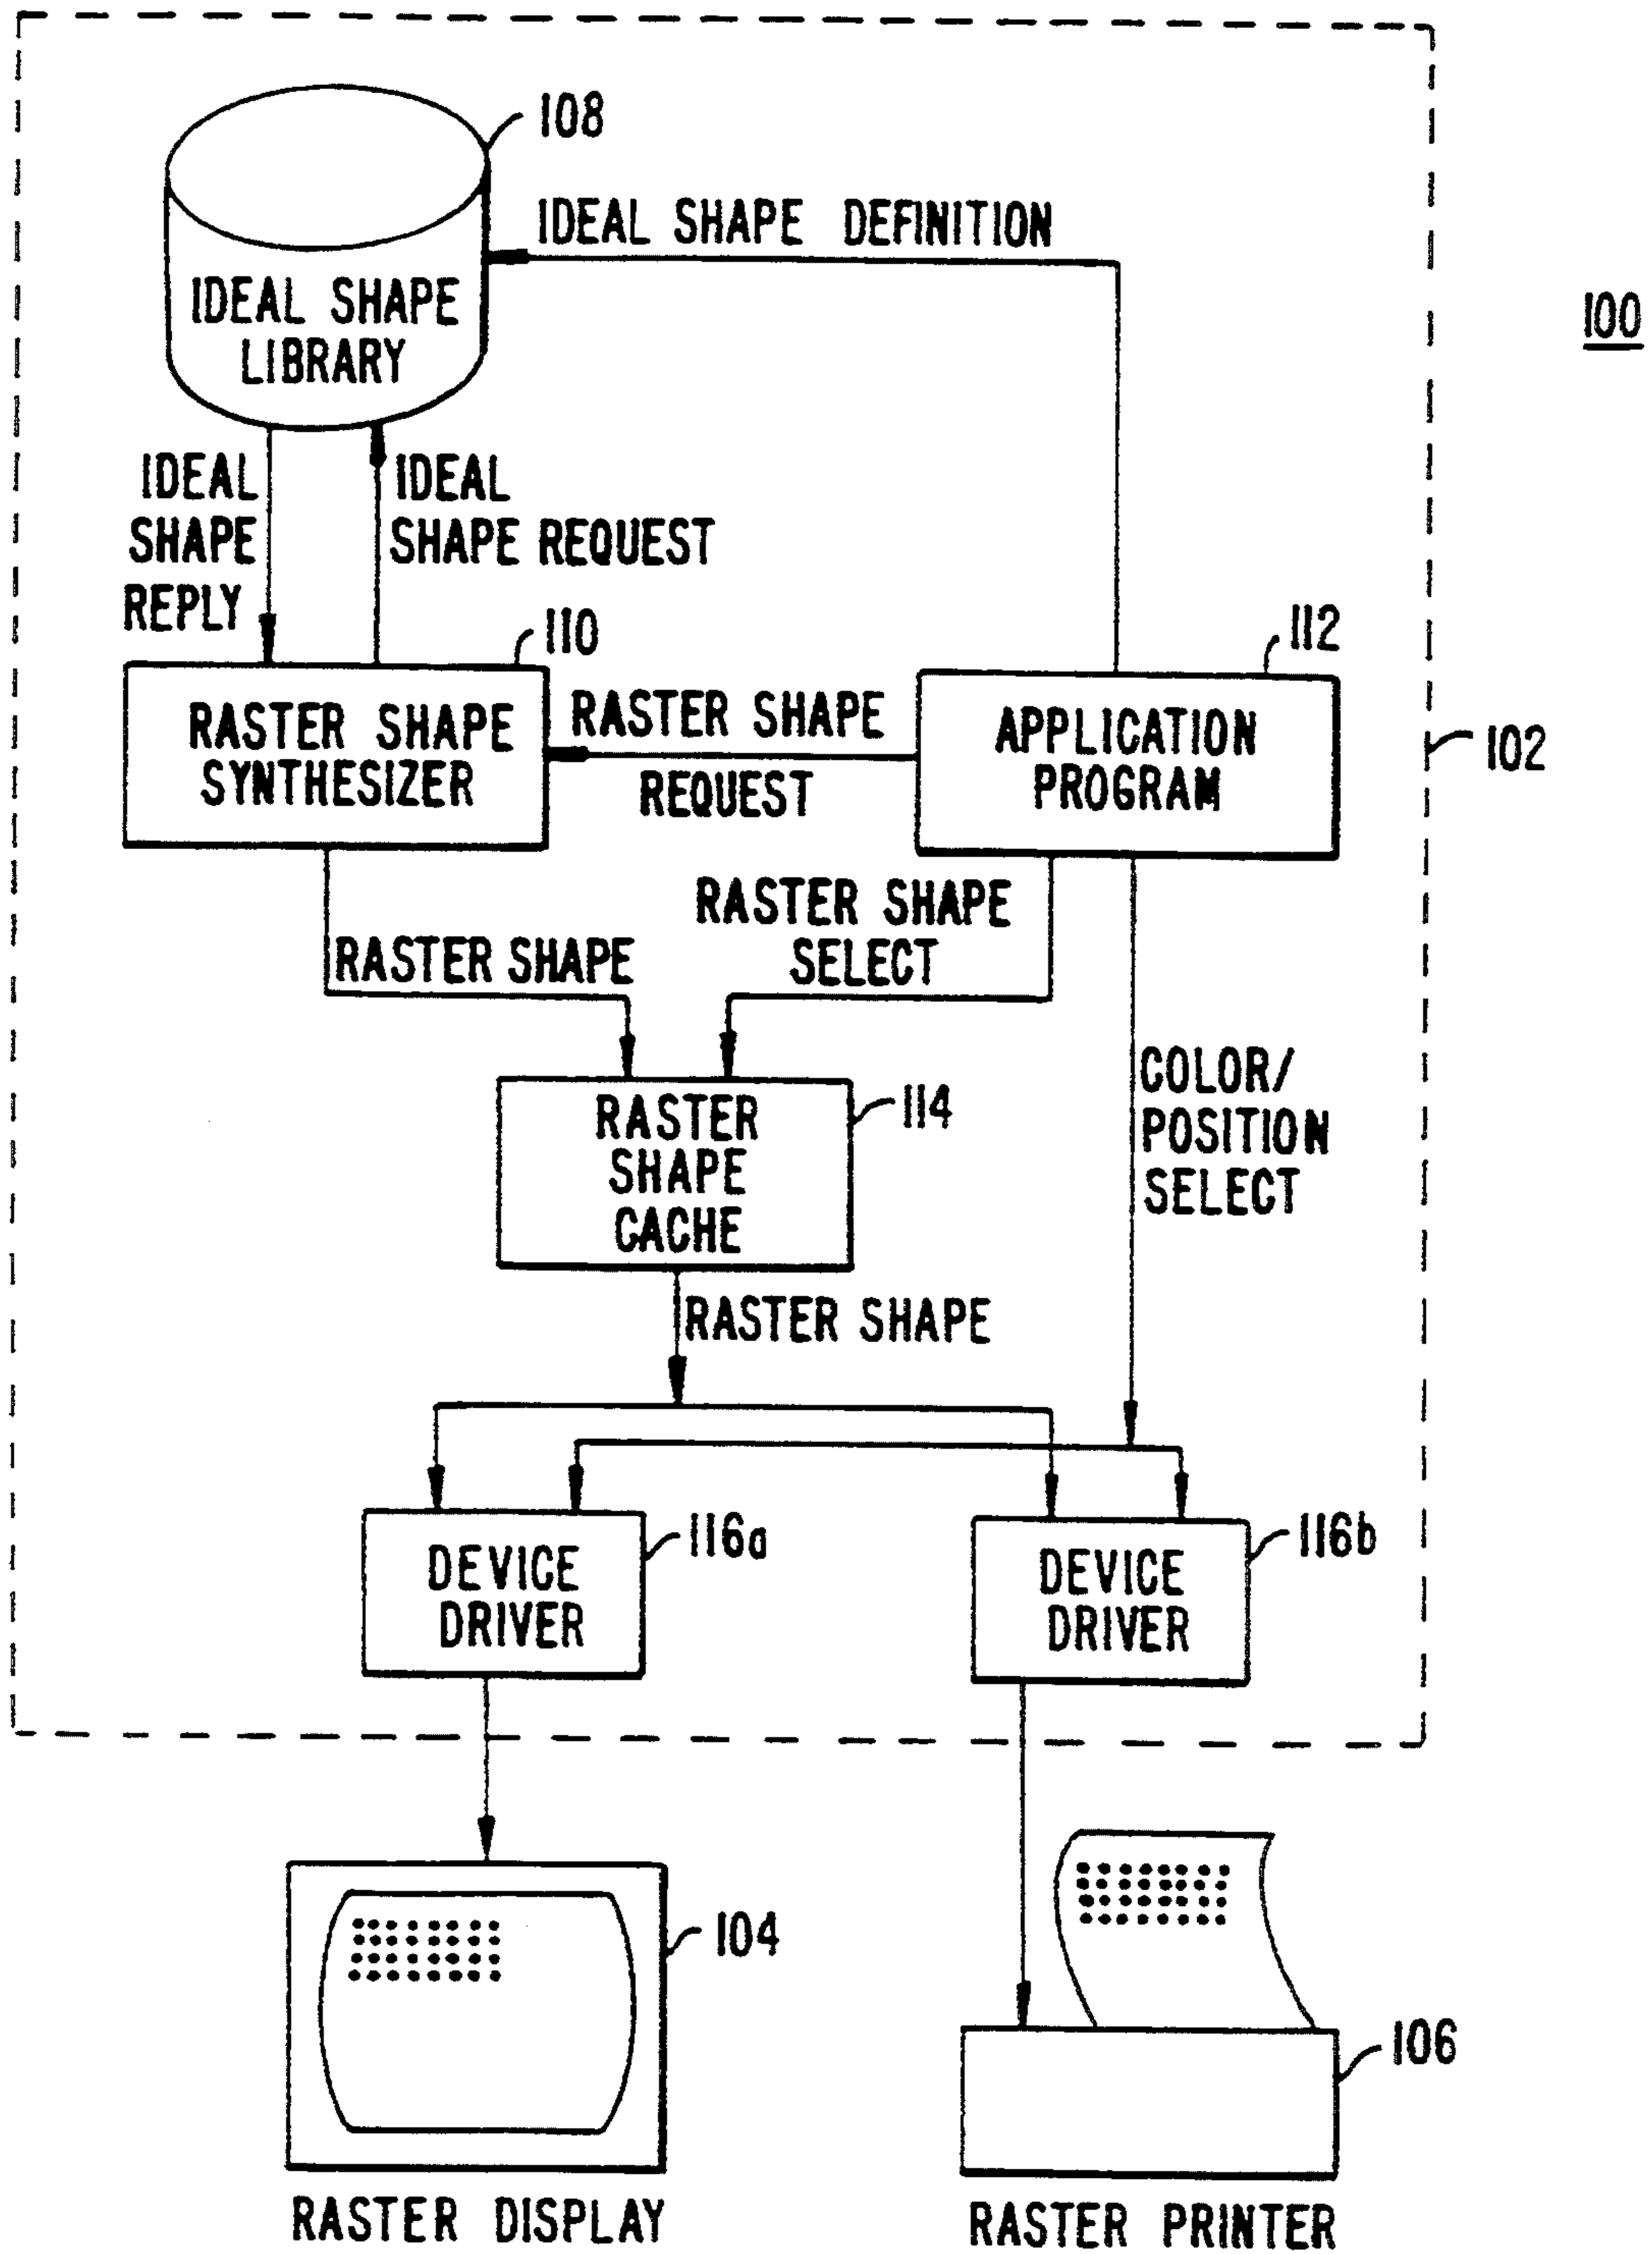 108
IDEAL SHAPE DEFINITION
IDEAL SHAPE
LIBRARY
100
IDEAL
SHAPE
REPLY
IDEAL
SHAPE REQUEST
110
112
RASTER SHAPE
SYNTHESIZER
RASTER SHAPE
REQUEST
APPLICATION
PROGRAM
102
RASTER SHAPE
RASTER SHAPE
SELECT
COLOR/
POSITION
SELECT
RASTER
SHAPE
CACHE
114
RASTER SHAPE
DEVICE
DRIVER
116a
DEVICE
DRIVER
116b
104
106
RASTER DISPLAY
RASTER PRINTER